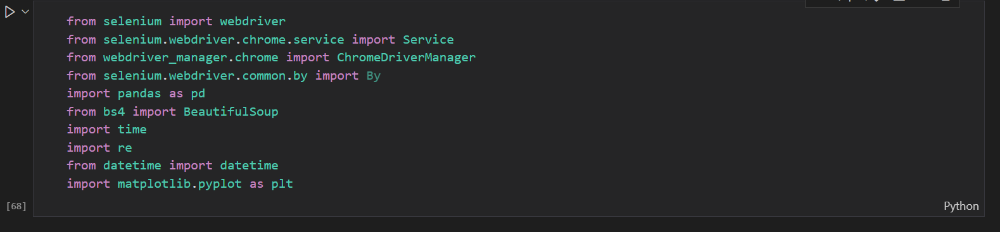 from selenium import webdriver
from selenium.webdriver.chrome.service import Service
from webdriver_manager.chrome import ChromeDriverManager
from selenium.webdriver.common.by import By
import pandas as pd
from bs4 import BeautifulSoup
import time
import re
from datetime import datetime
import matplotlib.pyplot as plt
[68]
Python